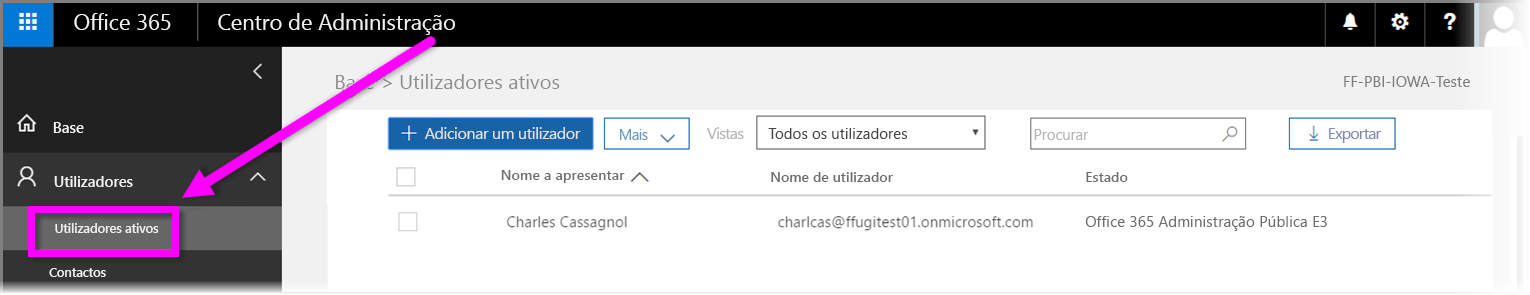 Office 365 Centro de Administração ?
Base > Utilizadores ativos FF-PBI-IOWA-Teste
Base
+ Adicionar um utilizador Mais Vistas Todos os utilizadores Procurar Exportar
Utilizadores
Nome a apresentar Nome de utilizador Estado
Utilizadores ativos
Charles Cassagnol charlcas@ffugitest01.onmicrosoft.com Office 365 Administração Pública E3
Contactos